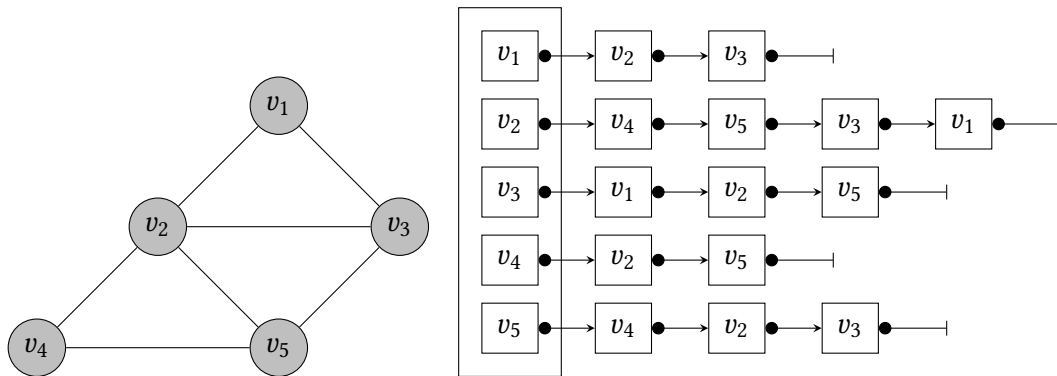 v₁
v₂
v₃
v₄
v₅
v₁ v₂ v₃
v₂ v₄ v₅ v₃ v₁
v₃ v₁ v₂ v₅
v₄ v₂ v₅
v₅ v₄ v₂ v₃